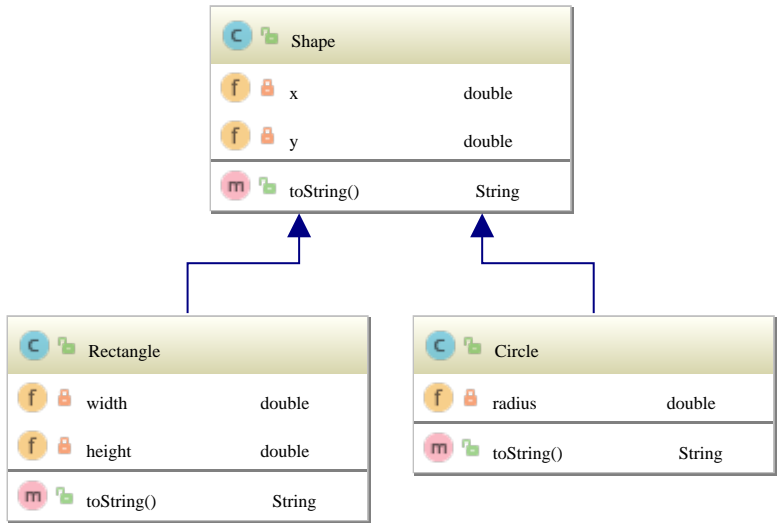 C Shape
f x double
f y double
m toString() String
C Rectangle
f width double
f height double
m toString() String
C Circle
f radius double
m toString() String